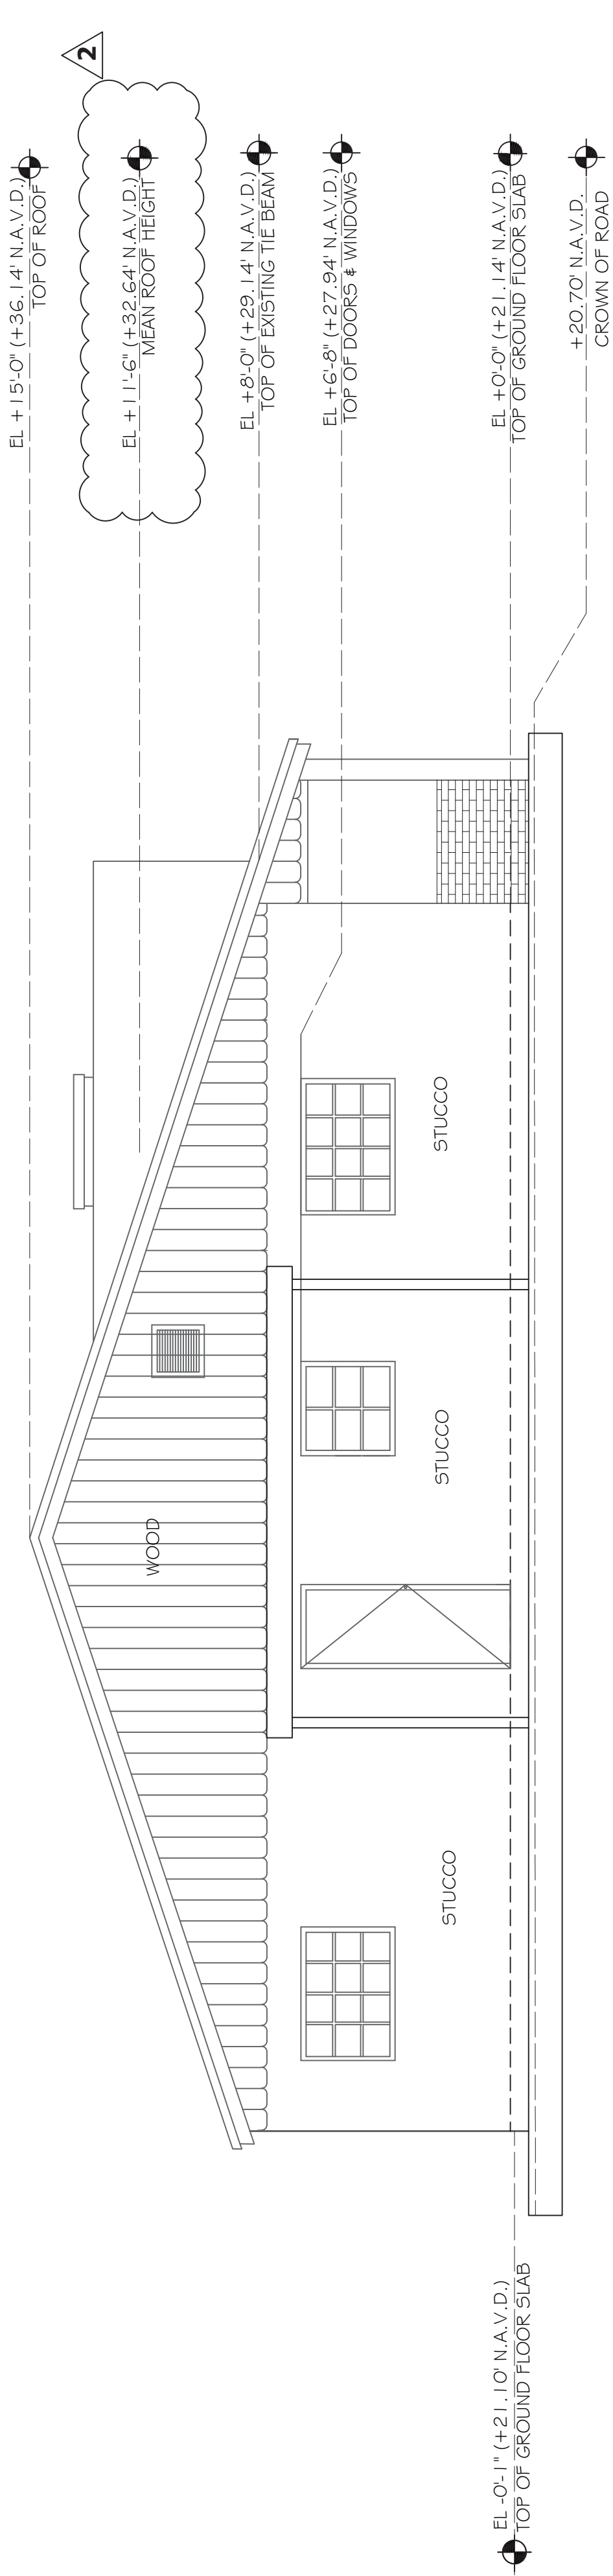 2
EL +15'-0" (+36.14' N.A.V.D.)
TOP OF ROOF
EL +11'-6" (+32.64' N.A.V.D.)
MEAN ROOF HEIGHT
EL +8'-0" (+29.14' N.A.V.D.)
TOP OF EXISTING TIE BEAM
EL +6'-8" (+27.94' N.A.V.D.)
TOP OF DOORS & WINDOWS
EL +0'-0" (+21.14' N.A.V.D.)
TOP OF GROUND FLOOR SLAB
+20.70' N.A.V.D.
CROWN OF ROAD
WOOD
STUCCO
STUCCO
STUCCO
EL -0'-1" (+21.10' N.A.V.D.)
TOP OF GROUND FLOOR SLAB